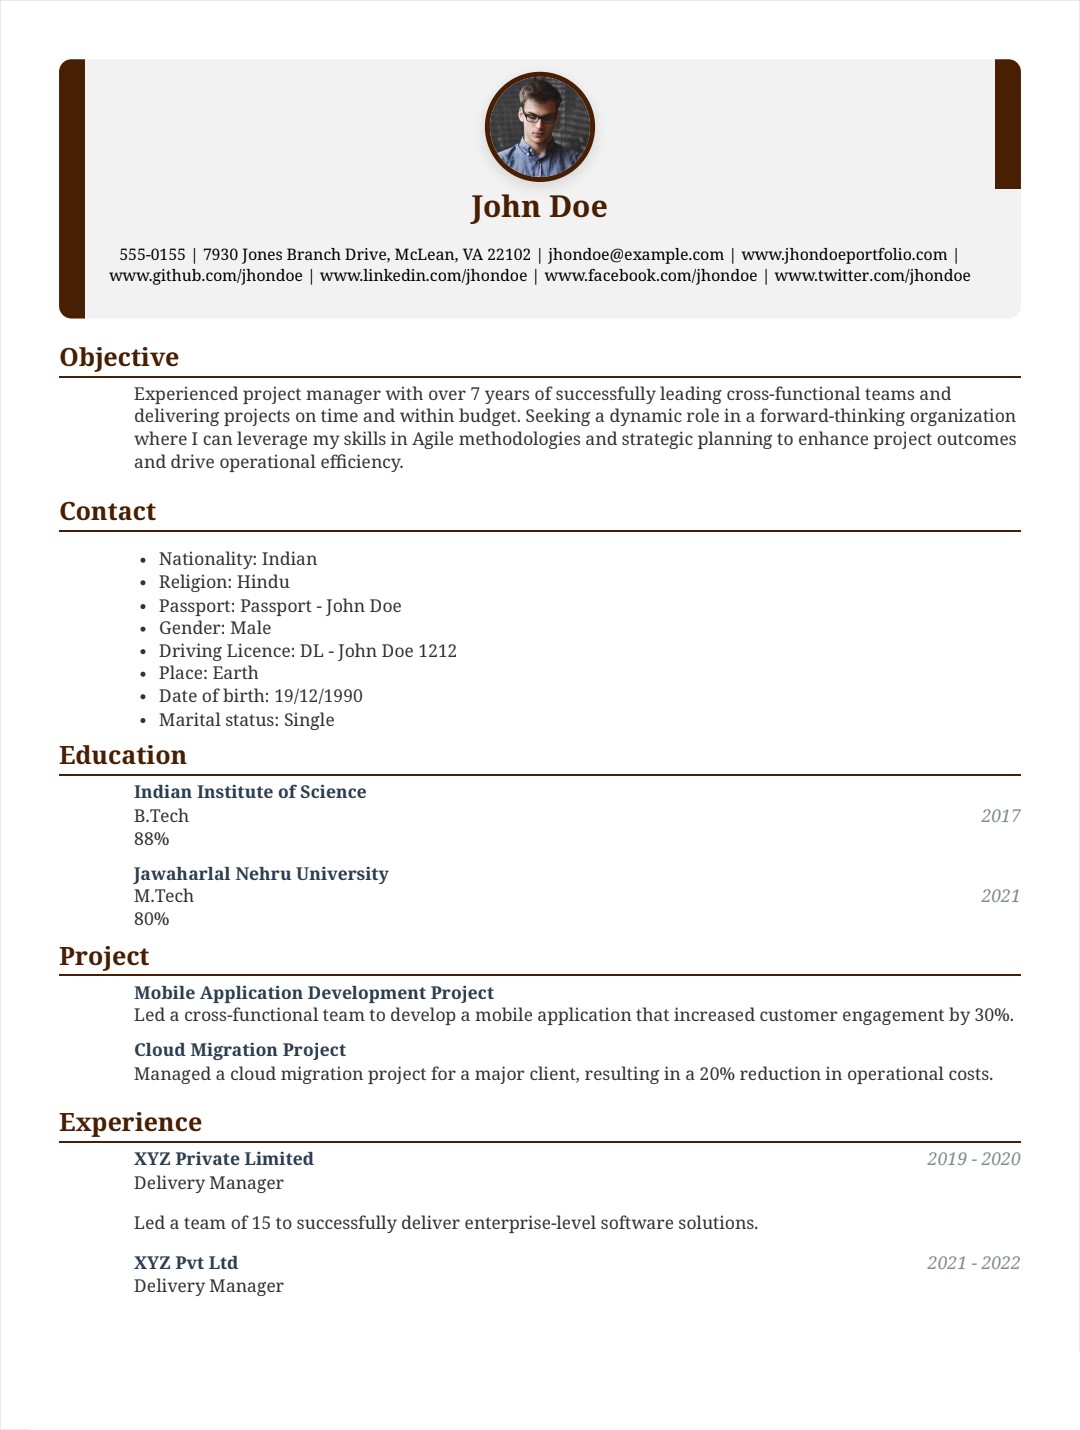 John Doe
555-0155 | 7930 Jones Branch Drive, McLean, VA 22102 | jhondoe@example.com | www.jhondoeportfolio.com |
www.github.com/jhondoe | www.linkedin.com/jhondoe | www.facebook.com/jhondoe | www.twitter.com/jhondoe
Objective
Experienced project manager with over 7 years of successfully leading cross-functional teams and
delivering projects on time and within budget. Seeking a dynamic role in a forward-thinking organization
where I can leverage my skills in Agile methodologies and strategic planning to enhance project outcomes
and drive operational efficiency.
Contact
• Nationality: Indian
• Religion: Hindu
• Passport: Passport - John Doe
• Gender: Male
• Driving Licence: DL - John Doe 1212
• Place: Earth
• Date of birth: 19/12/1990
• Marital status: Single
Education
Indian Institute of Science
B.Tech 2017
88%
Jawaharlal Nehru University
M.Tech 2021
80%
Project
Mobile Application Development Project
Led a cross-functional team to develop a mobile application that increased customer engagement by 30%.
Cloud Migration Project
Managed a cloud migration project for a major client, resulting in a 20% reduction in operational costs.
Experience
XYZ Private Limited 2019 - 2020
Delivery Manager
Led a team of 15 to successfully deliver enterprise-level software solutions.
XYZ Pvt Ltd 2021 - 2022
Delivery Manager